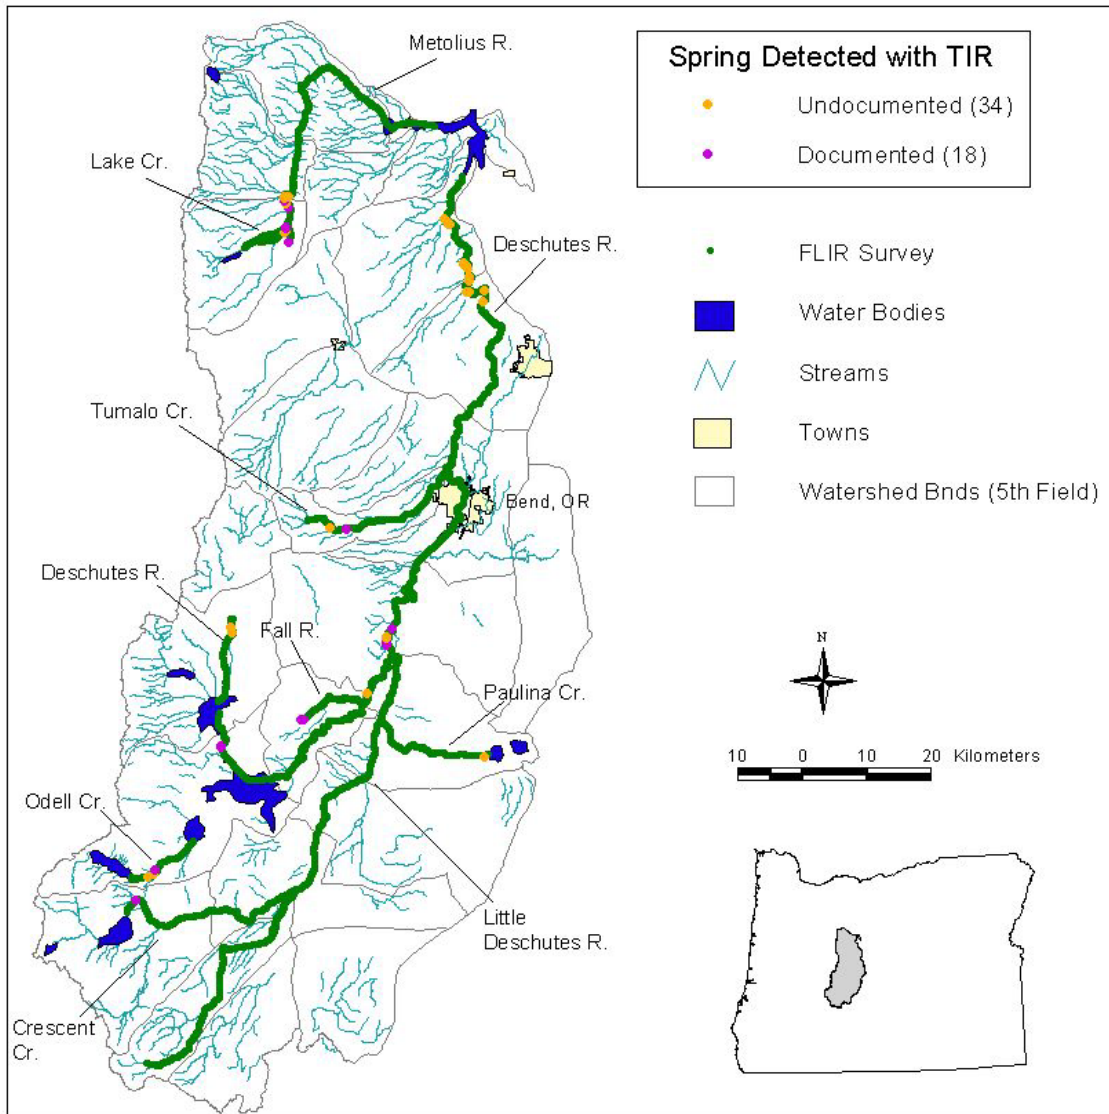 Metolius R.
Spring Detected with TIR
Undocumented (34)
Documented (18)
Lake Cr.
Deschutes R.
FLIR Survey
Water Bodies
Streams
Tumalo Cr.
Towns
Watershed Bnds (5th Field)
Bend, OR
Deschutes R.
Fall R.
Paulina Cr.
N
10 0 10 20 Kilometers
Odell Cr.
Little
Deschutes R.
Crescent
Cr.